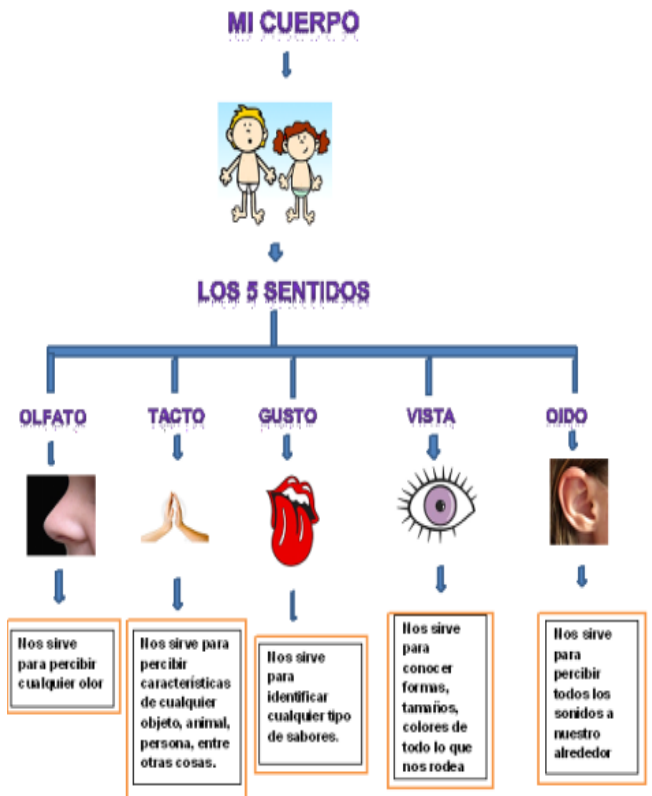 MI CUERPO
LOS 5 SENTIDOS
OLFATO
TACTO
GUSTO
VISTA
OIDO
Nos sirve
para percibir
cualquier olor
Nos sirve para
percibir
características
de cualquier
objeto, animal,
persona, entre
otras cosas.
Nos sirve
para
identificar
cualquier tipo
de sabores.
Nos sirve
para
conocer
formas,
tamaños,
colores de
todo lo que
nos rodea
Nos sirve
para
percibir
todos los
sonidos a
nuestro
alrededor